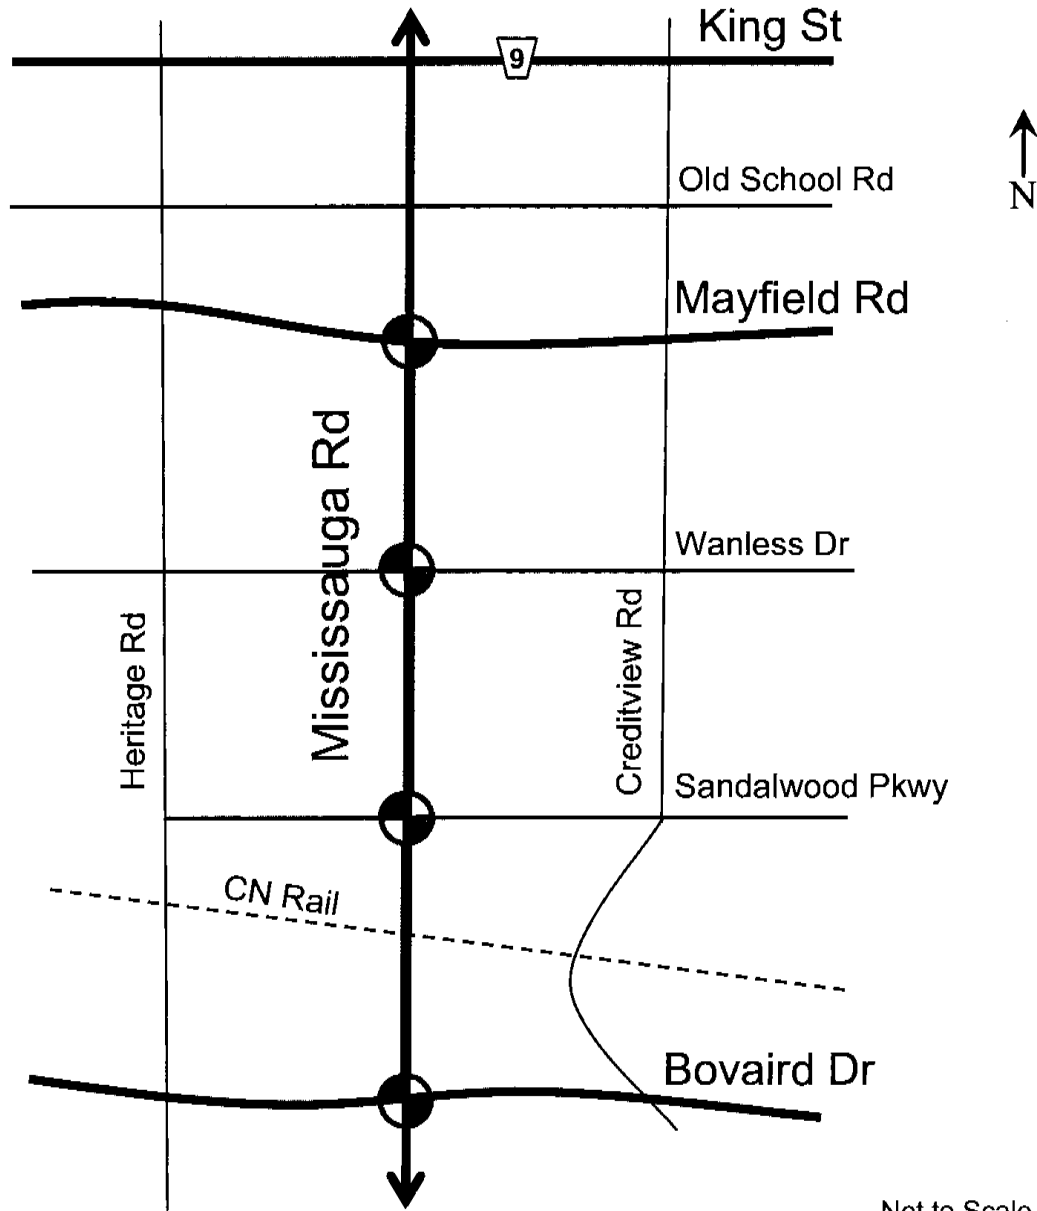 King St
9
Old School Rd
N
Mayfield Rd
Mississauga Rd
Wanless Dr
Heritage Rd
Creditview Rd
Sandalwood Pkwy
CN Rail
Bovaird Dr
Not to Scale